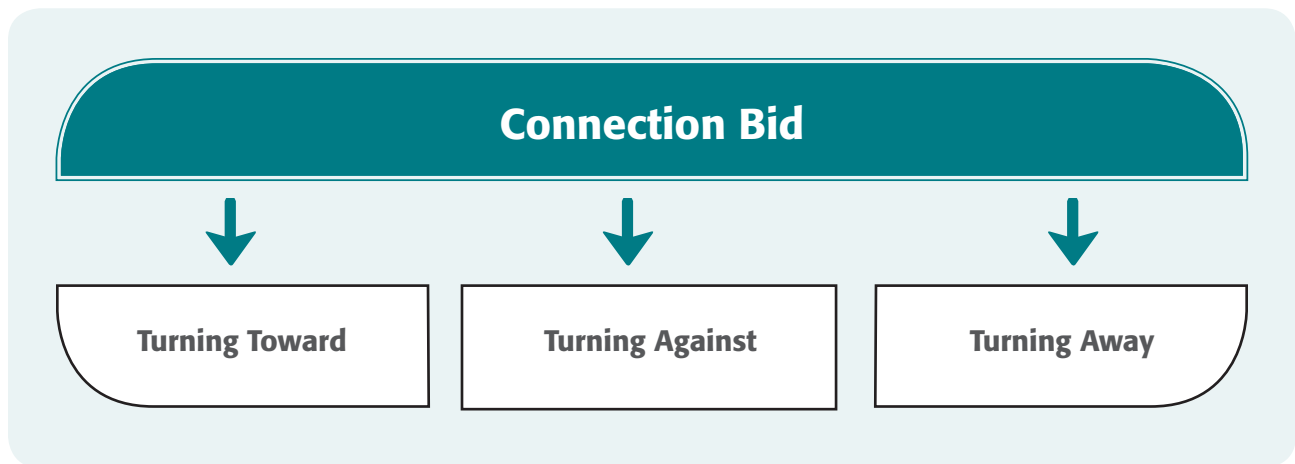 Connection Bid
Turning Toward
Turning Against
Turning Away